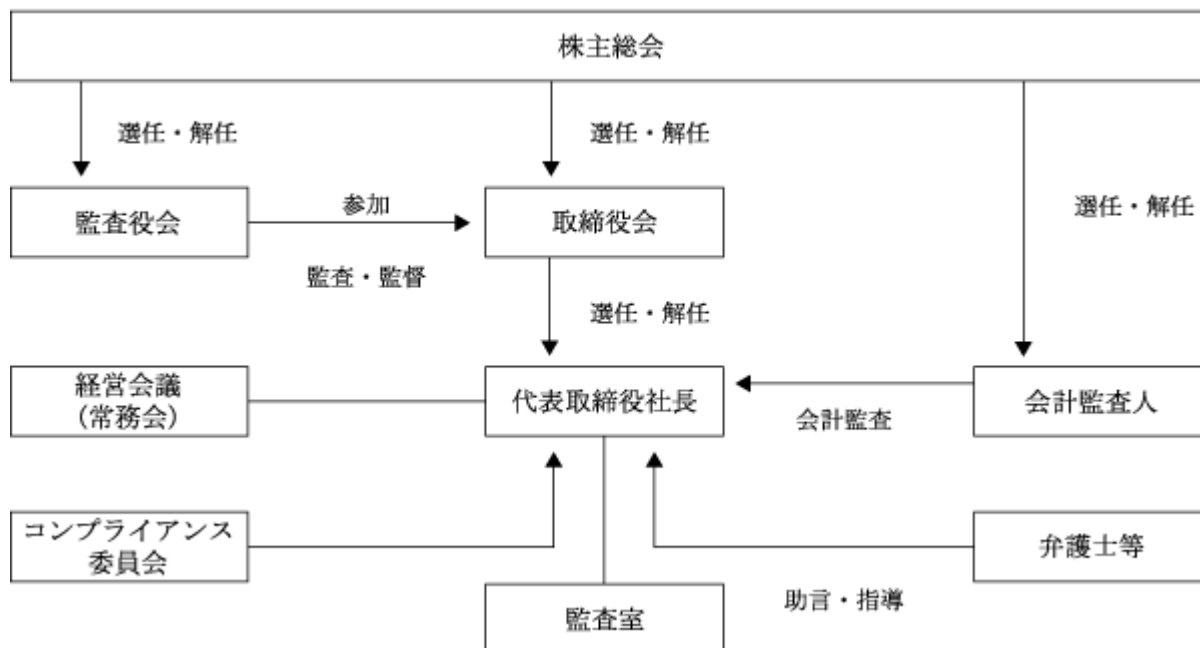 株主総会
選任・解任
選任・解任
選任・解任
監査役会
参加
取締役会
監査・監督
選任・解任
経営会議
（常務会）
代表取締役社長
会計監査
会計監査人
コンプライアンス
委員会
弁護士等
助言・指導
監査室